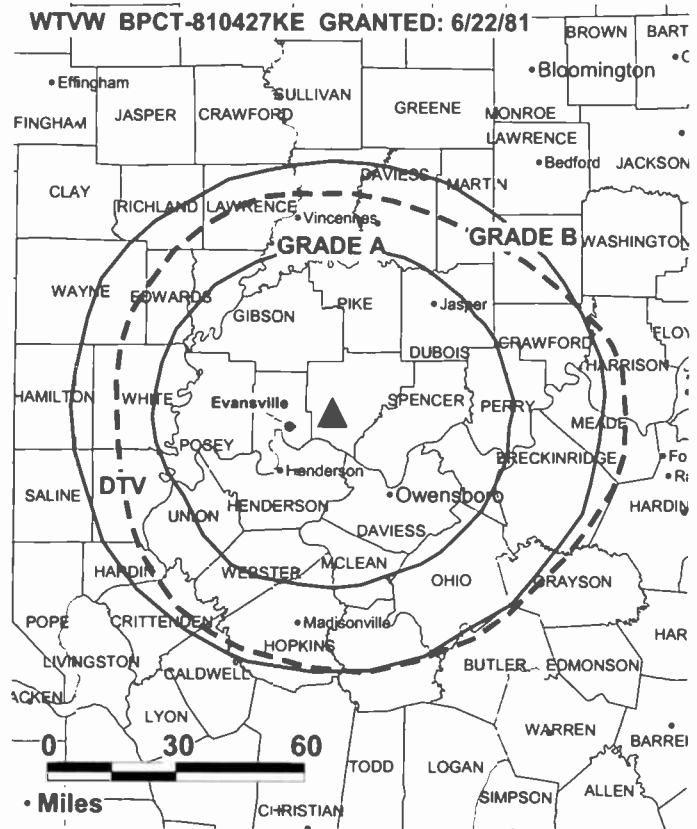 WTVW BPCT-810427KE GRANTED: 6/22/81
BROWN BART
Bloomington
Effingham
SULLIVAN
GREENE
JASPER CRAWFORD
MONROE
FINGHAM
LAWRENCE
Bedford JACKSON
DAVIESS
MARTIN
CLAY
RICHLAND LAWRENCE
Vincennes
GRADE A
GRADE B
WASHINGTON
WAYNE
EDWARDS
GIBSON
PIKE
Jasper
CRAWFORD
FLOY
DUBOIS
HARRISON
HAMILTON
WHITE
Evansville
SPENCER
PERRY
MEADE
POSEY
BRECKINRIDGE
Fo
Henderson
DTV
SALINE
Owensboro
HENDERSON
HARDIN
UNION
DAVIESS
MCLEAN
HARDIN
WEBSTER
OHIO
GRAYSON
POPE
CRITTENDEN
Madisonville
HAR
HOPKINS
LIVINGSTON
CALDWELL
BUTLER EDMONSON
ACKEN
LYON
WARREN
BARREI
0 30 60
TODD
LOGAN
ALLEN
SIMPSON
Miles
CHRISTIAN